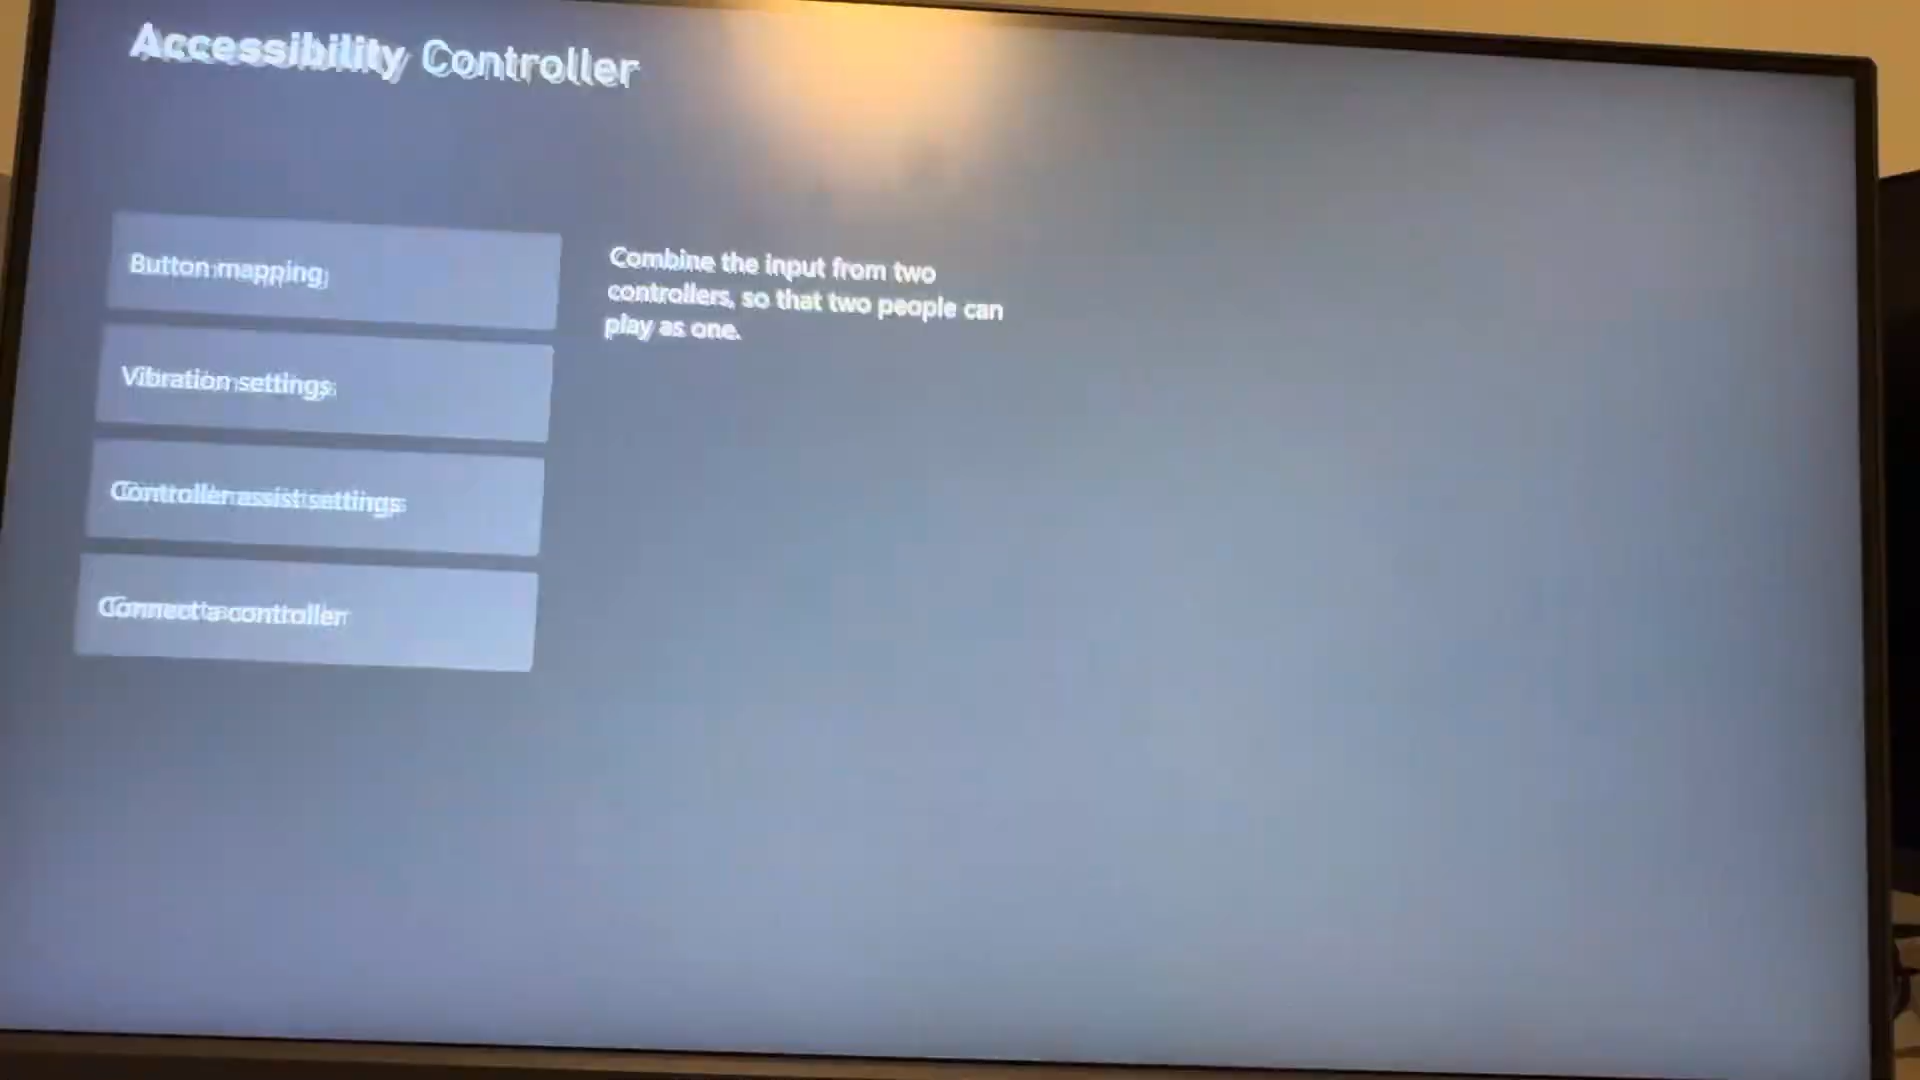 Accessibility Controller
Button mapping
Vibration settings
Controller assist settings
Connect a controller
Combine the input from two
controllers, so that two people can
play as one.